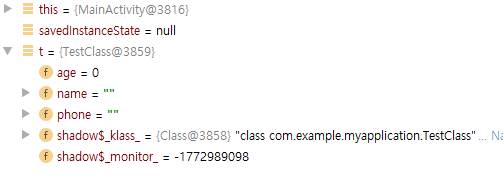 this = {MainActivity@3816}
savedInstanceState = null
t = {TestClass@3859}
f age = 0
f name = ""
f phone = ""
f shadow$_klass_ = {Class@3858} "class com.example.myapplication.TestClass" ... Na
f shadow$_monitor_ = -1772989098